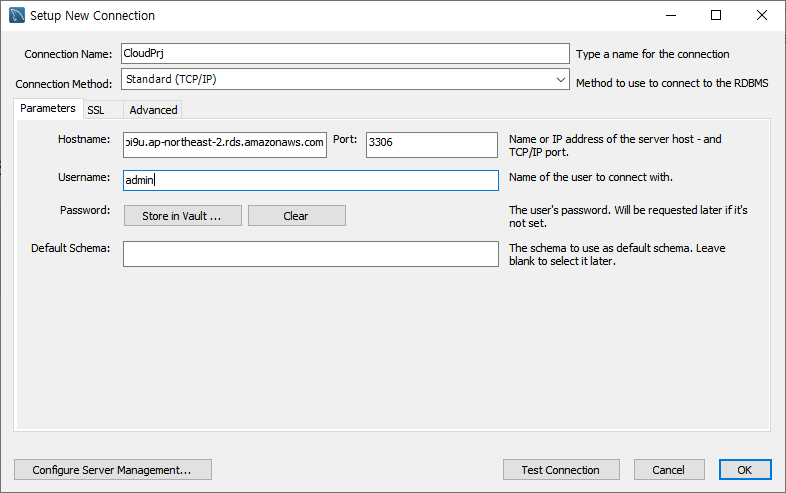 Setup New Connection
Connection Name: CloudPrj Type a name for the connection
Connection Method: Standard (TCP/IP) Method to use to connect to the RDBMS
Parameters SSL Advanced
Hostname: oi9u.ap-northeast-2.rds.amazonaws.com Port: 3306 Name or IP address of the server host - and
TCP/IP port.
Username: admin Name of the user to connect with.
Password: Store in Vault ... Clear The user's password. Will be requested later if it's
not set.
Default Schema: The schema to use as default schema. Leave
blank to select it later.
Configure Server Management... Test Connection Cancel OK